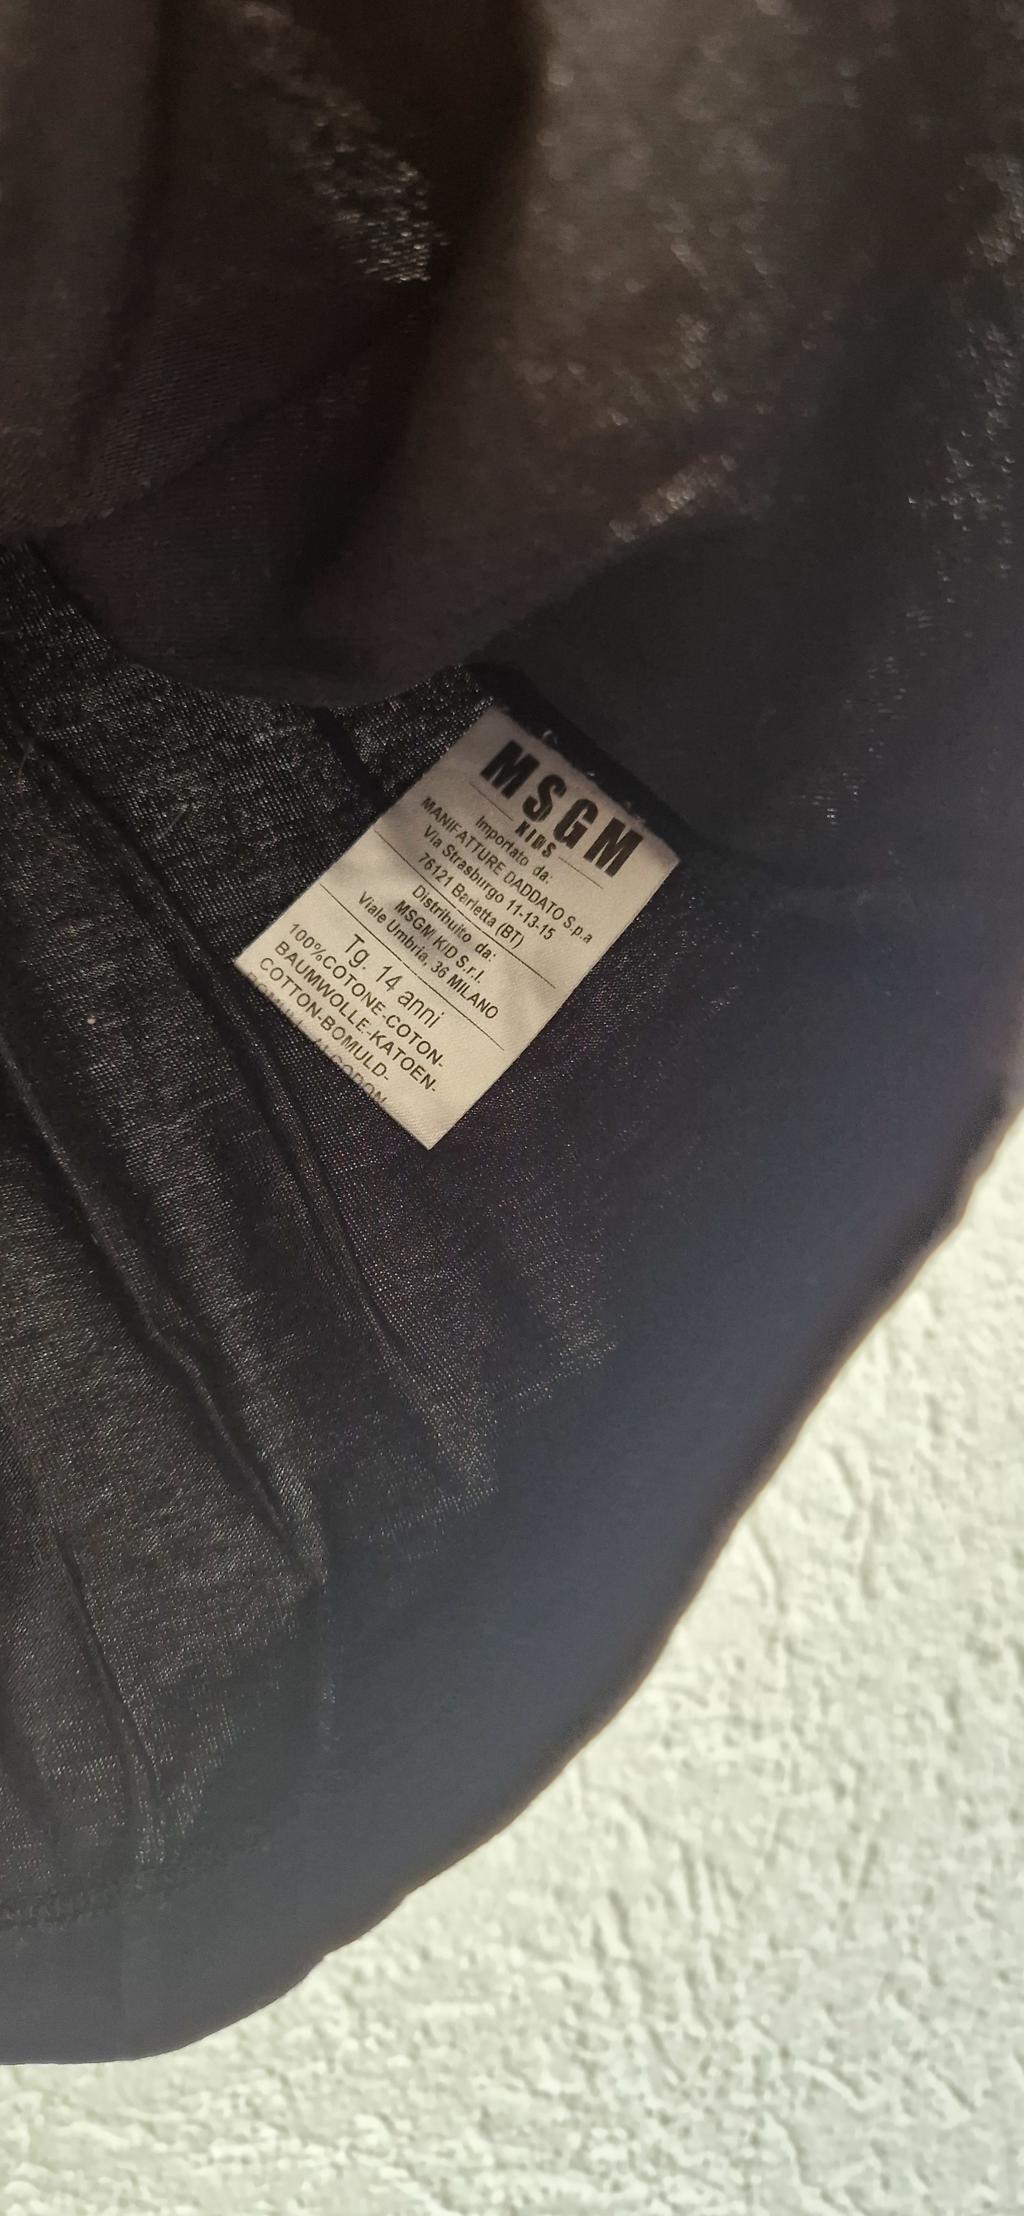 MSGM
KIDS
Importato da:
MANIFATTURE DADDATO S.p.a
Via Strasburgo 11-13-15
76121 Barletta (BT)
Distribuito da:
MSGM KID S.r.l.
Viale Umbria, 36 MILANO
Tg. 14 anni
100%COTONE-COTON-
BAUMWOLLE-KATOEN-
COTTON-BOMULD-